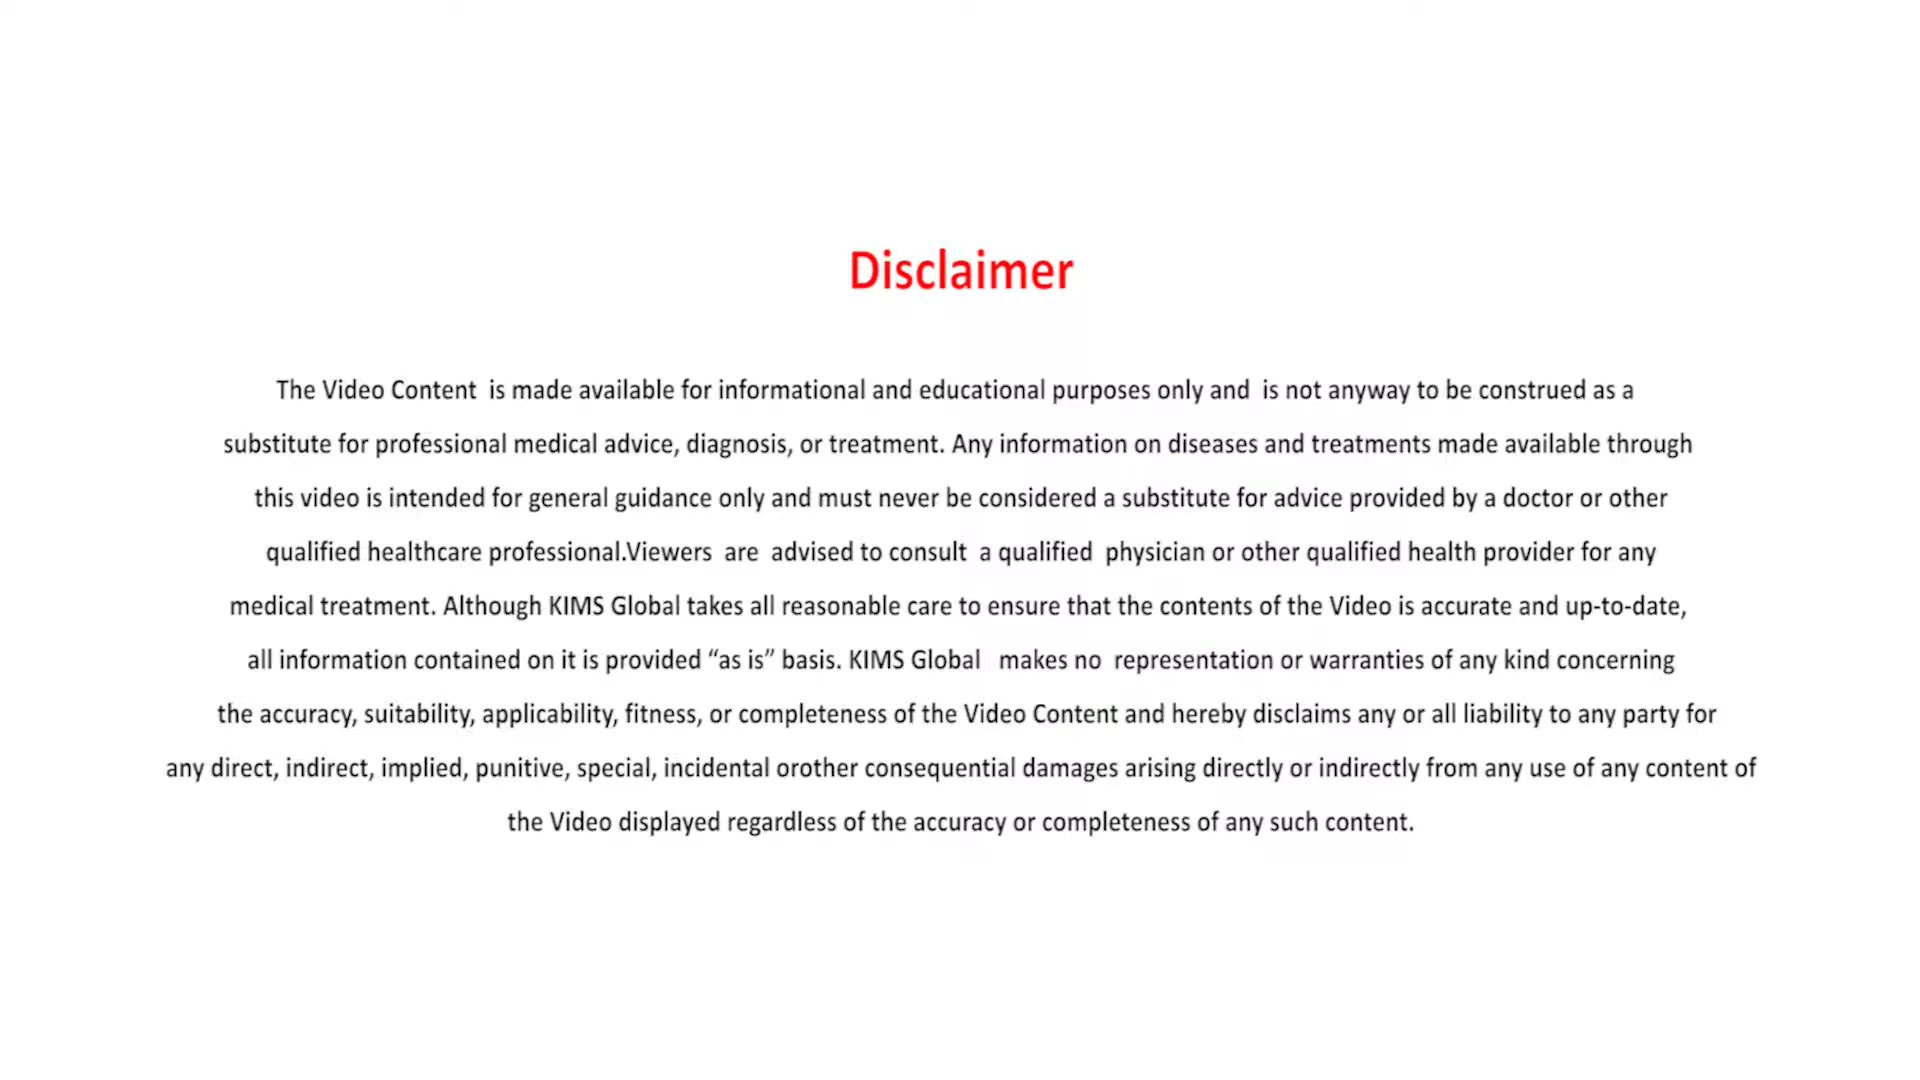 Disclaimer
The Video Content is made available for informational and educational purposes only and is not anyway to be construed as a
substitute for professional medical advice, diagnosis, or treatment. Any information on diseases and treatments made available through
this video is intended for general guidance only and must never be considered a substitute for advice provided by a doctor or other
qualified healthcare professional.Viewers are advised to consult a qualified physician or other qualified health provider for any
medical treatment. Although KIMS Global takes all reasonable care to ensure that the contents of the Video is accurate and up-to-date,
all information contained on it is provided “as is” basis. KIMS Global makes no representation or warranties of any kind concerning
the accuracy, suitability, applicability, fitness, or completeness of the Video Content and hereby disclaims any or all liability to any party for
any direct, indirect, implied, punitive, special, incidental orother consequential damages arising directly or indirectly from any use of any content of
the Video displayed regardless of the accuracy or completeness of any such content.